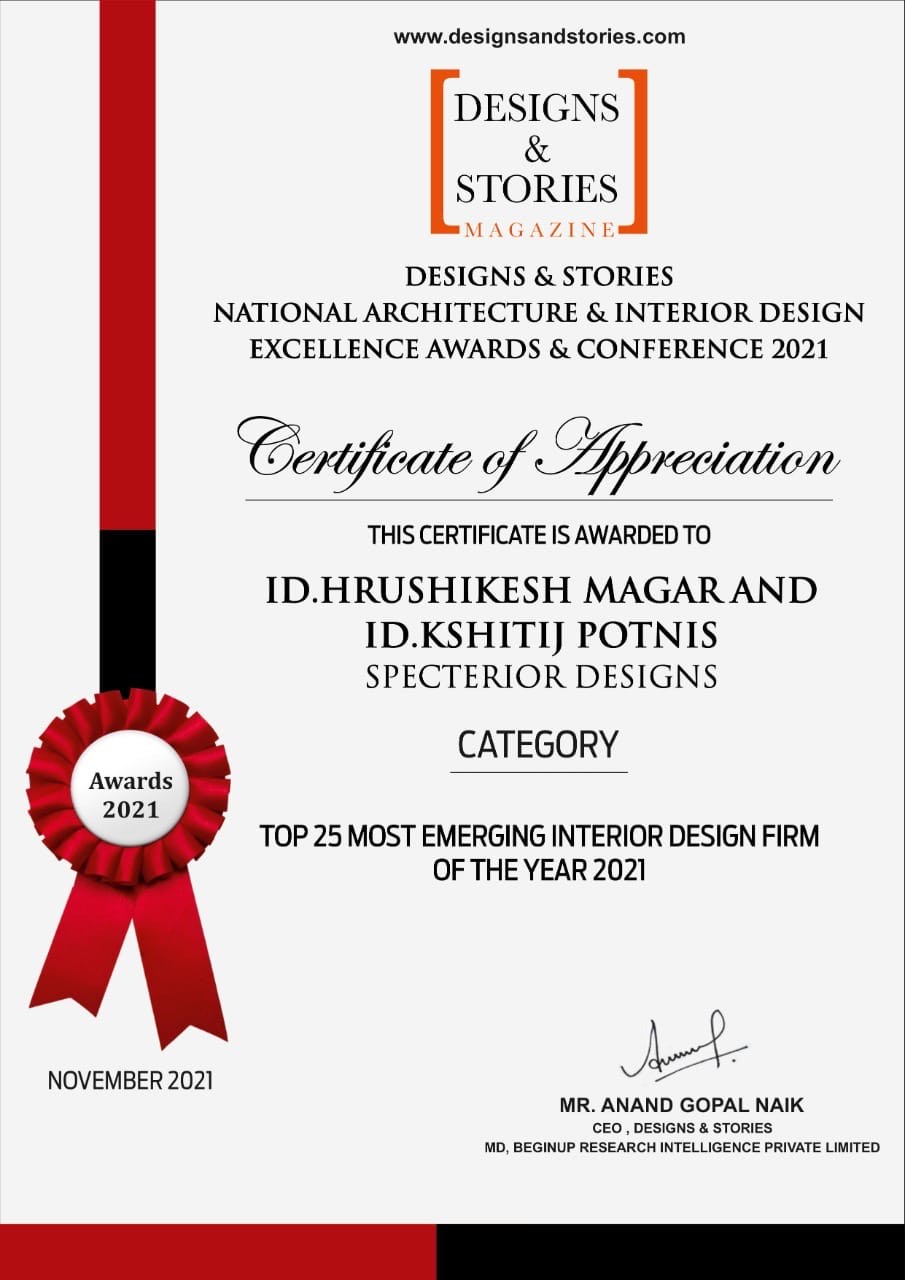 www.designsandstories.com
DESIGNS
&
STORIES
MAGAZINE
DESIGNS & STORIES
NATIONAL ARCHITECTURE & INTERIOR DESIGN
EXCELLENCE AWARDS & CONFERENCE 2021
Certificate of Appreciation
THIS CERTIFICATE IS AWARDED TO
ID.HRUSHIKESH MAGAR AND
ID.KSHITIJ POTNIS
SPECTERIOR DESIGNS
CATEGORY
Awards
2021
TOP 25 MOST EMERGING INTERIOR DESIGN FIRM
OF THE YEAR 2021
NOVEMBER 2021
MR. ANAND GOPAL NAIK
CEO , DESIGNS & STORIES
MD, BEGINUP RESEARCH INTELLIGENCE PRIVATE LIMITED